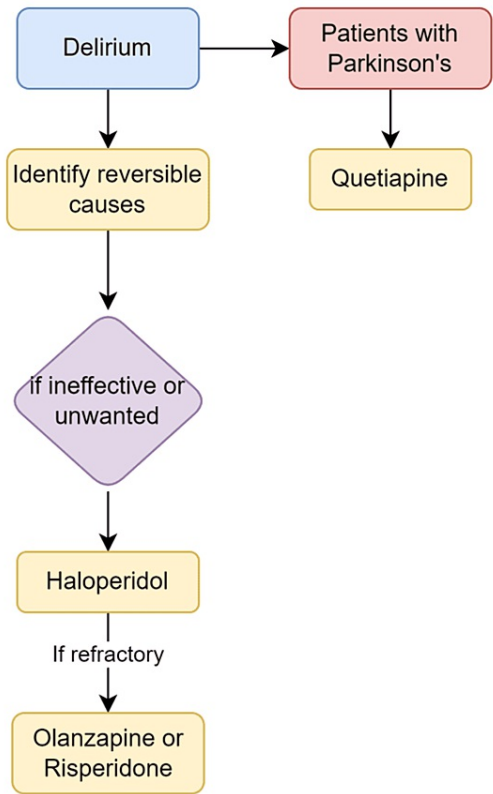 Delirium
Patients with
Parkinson's
Identify reversible
causes
Quetiapine
if ineffective or
unwanted
Haloperidol
If refractory
Olanzapine or
Risperidone